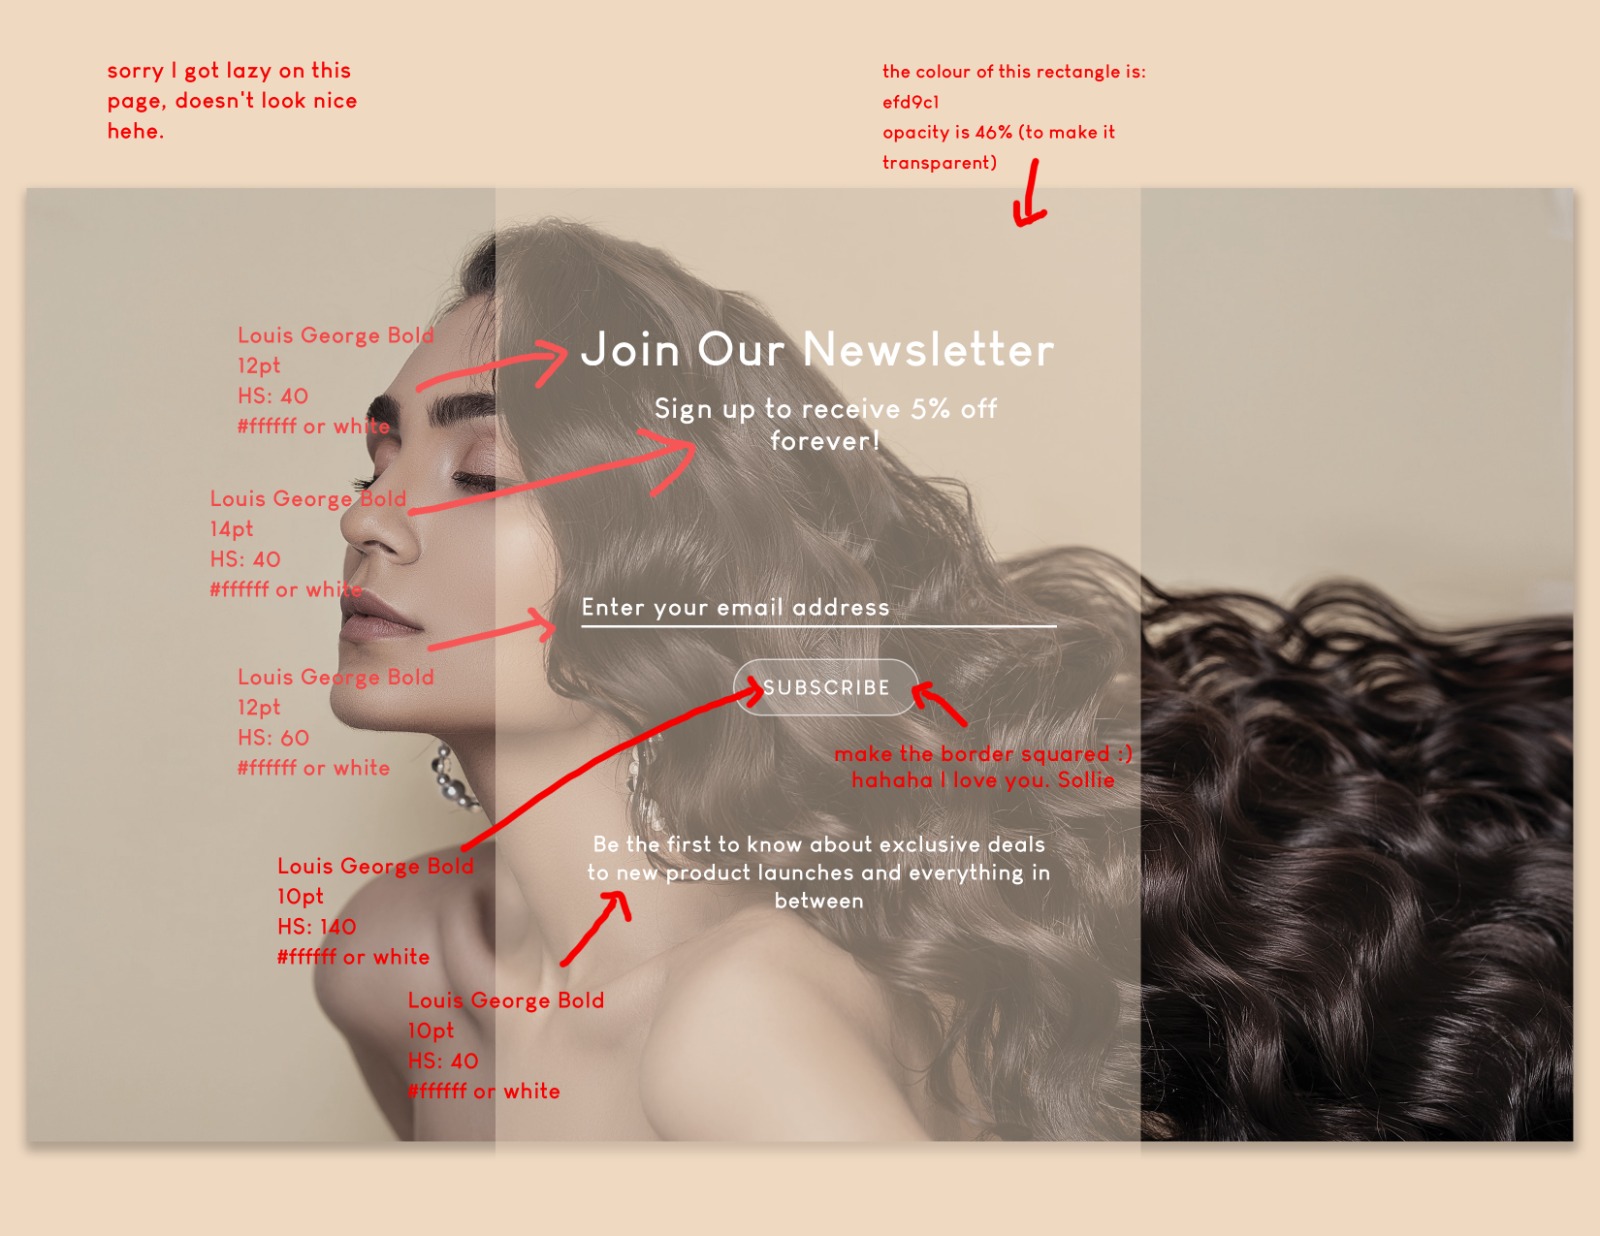 sorry I got lazy on this
page, doesn't look nice
hehe.
the colour of this rectangle is:
efd9c1
opacity is 46% (to make it
transparent)
Louis George Bold
12pt
HS: 40
#ffffff or white
Join Our Newsletter
Sign up to receive 5% off
forever!
Louis George Bold
14pt
HS: 40
#ffffff or white
Enter your email address
Louis George Bold
12pt
HS: 60
#ffffff or white
SUBSCRIBE
make the border squared :)
hahaha I love you. Sollie
Louis George Bold
10pt
HS: 140
#ffffff or white
Be the first to know about exclusive deals
to new product launches and everything in
between
Louis George Bold
10pt
HS: 40
#ffffff or white